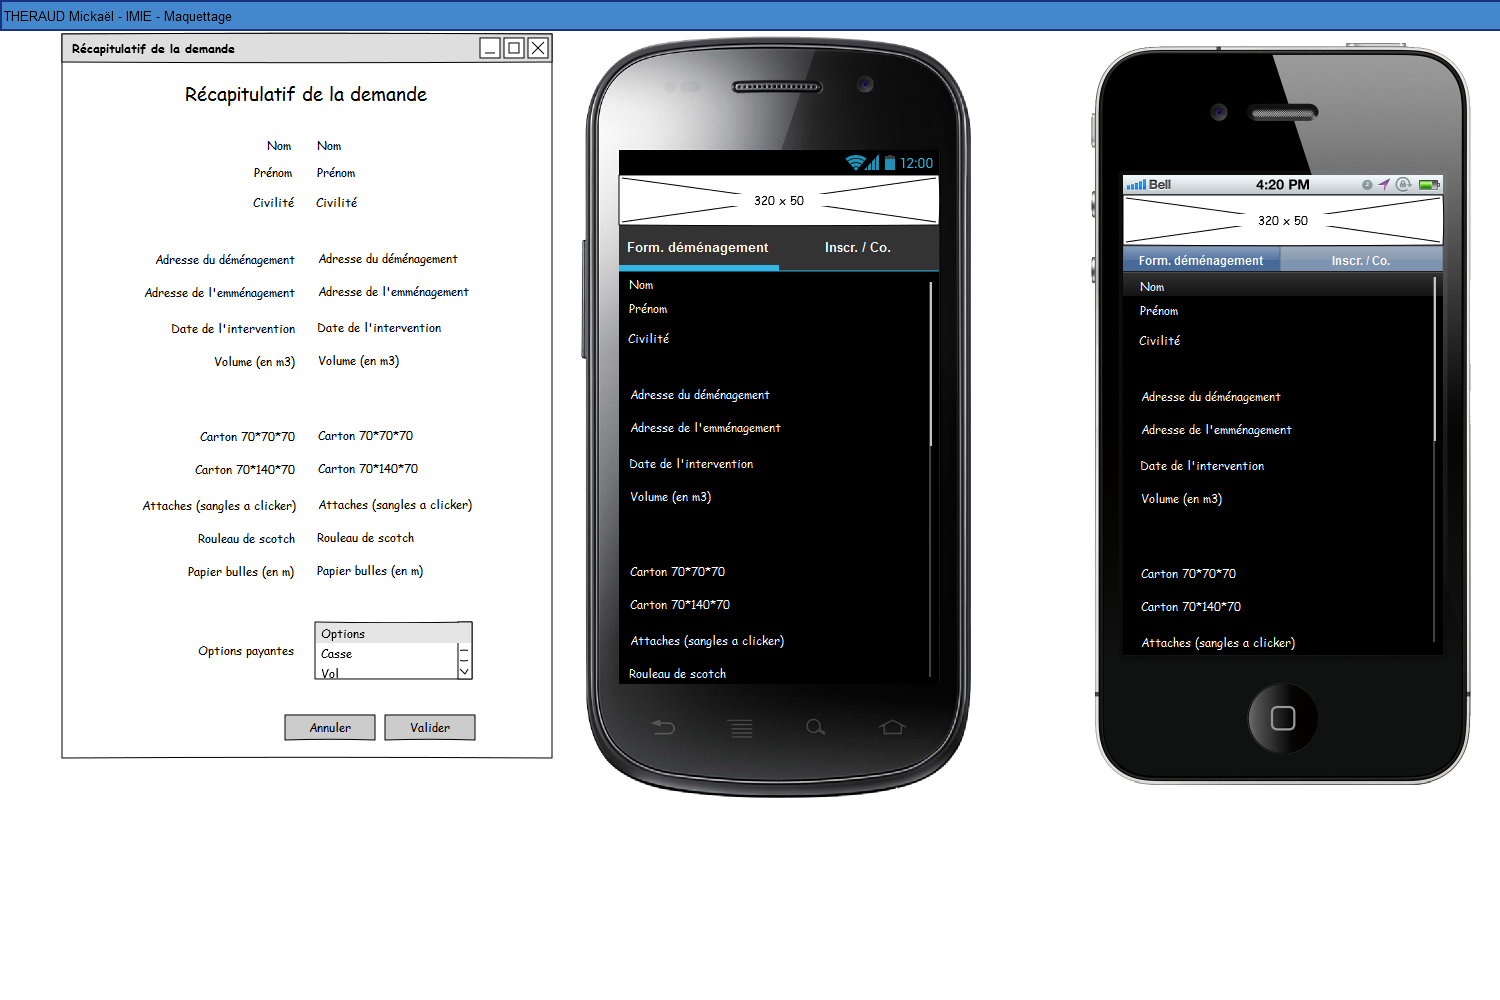 THERAUD Mickaël - IMIE - Maquettage
Récapitulatif de la demande
Récapitulatif de la demande
Nom Nom
Prénom Prénom
Civilité Civilité
Adresse du déménagement Adresse du déménagement
Adresse de l'emménagement Adresse de l'emménagement
Date de l'intervention Date de l'intervention
Volume (en m3) Volume (en m3)
Carton 70*70*70 Carton 70*70*70
Carton 70*140*70 Carton 70*140*70
Attaches (sangles a clicker) Attaches (sangles a clicker)
Rouleau de scotch Rouleau de scotch
Papier bulles (en m) Papier bulles (en m)
Options payantes
Options
Casse
Vol
Annuler Valider
12:00
320 x 50
Form. déménagement Inscr. / Co.
Nom
Prénom
Civilité
Adresse du déménagement
Adresse de l'emménagement
Date de l'intervention
Volume (en m3)
Carton 70*70*70
Carton 70*140*70
Attaches (sangles a clicker)
Rouleau de scotch
Bell 4:20 PM
320 x 50
Form. déménagement Inscr. / Co.
Nom
Prénom
Civilité
Adresse du déménagement
Adresse de l'emménagement
Date de l'intervention
Volume (en m3)
Carton 70*70*70
Carton 70*140*70
Attaches (sangles a clicker)